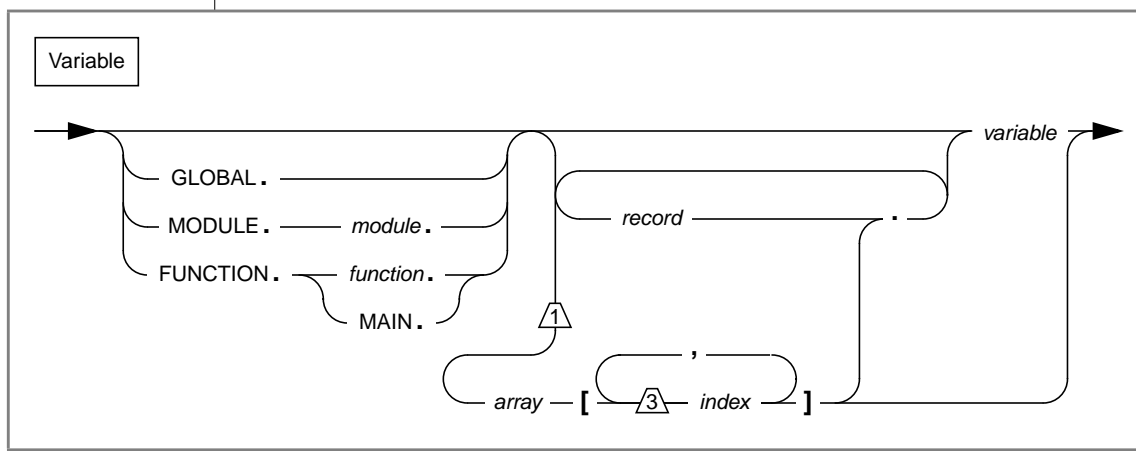 Variable
variable
GLOBAL.
record .
MODULE. module.
FUNCTION. function.
MAIN.
1
,
array [ 3 index ]